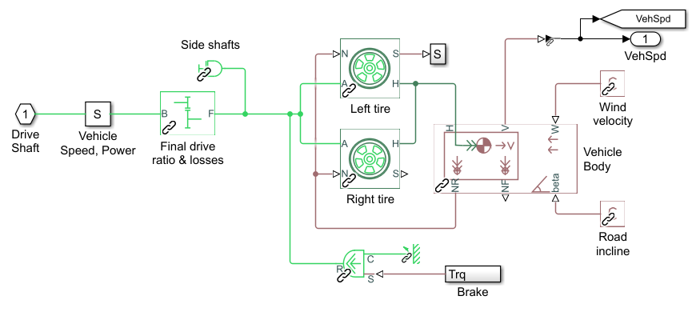 VehSpd
1
VehSpd
Side shafts
N
S
S
A
H
Left tire
1
Drive
Shaft
S
Vehicle
Speed, Power
B
F
Final drive
ratio & losses
A
H
N
S
Right tire
H
V
W
V
NR
NF
beta
Vehicle
Body
Wind
velocity
Road
incline
R
C
S
Trq
Brake